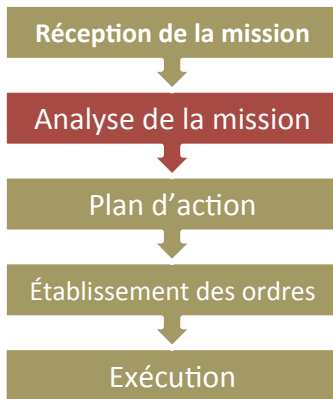 Réception de la mission
Analyse de la mission
Plan d’action
Établissement des ordres
Exécution